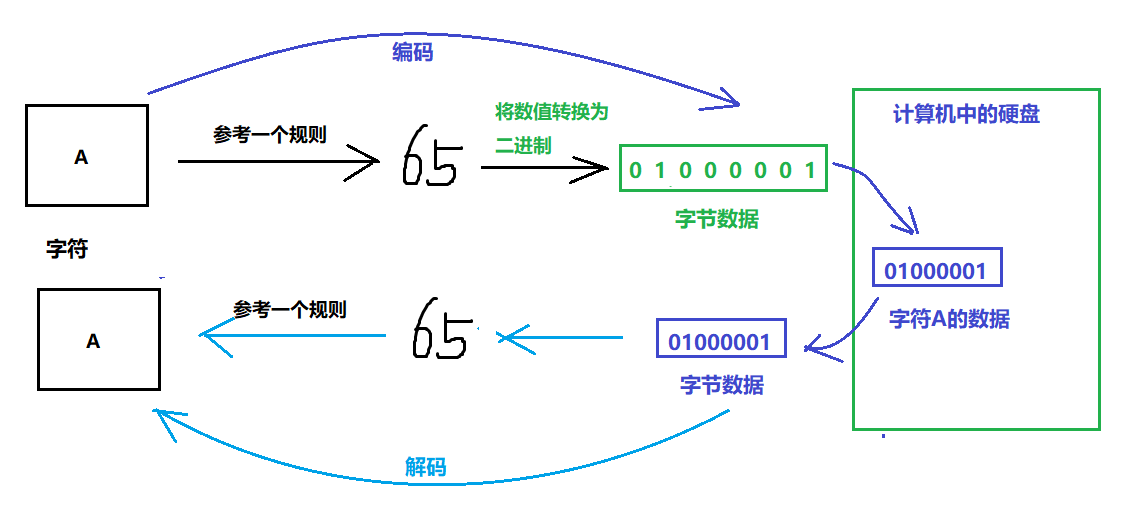 编码
计算机中的硬盘
将数值转换为
二进制
参考一个规则
A
65
0 1 0 0 0 0 0 1
字节数据
字符
01000001
字符A的数据
参考一个规则
A
65
01000001
字节数据
解码